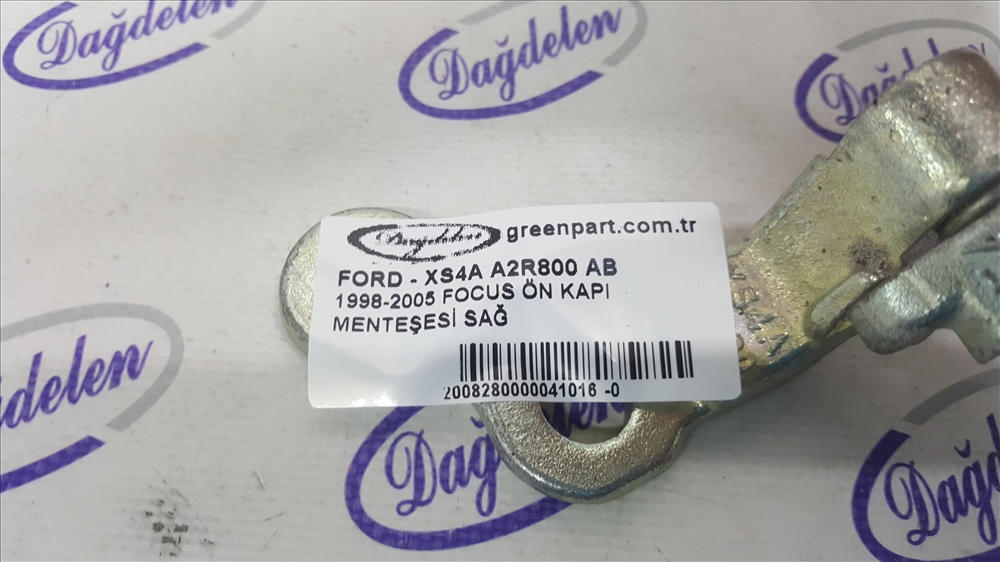 Dağdelen
Dağdelen
Dağdelen
Dağdelen greenpart.com.tr
FORD - XS4A A2R800 AB
1998-2005 FOCUS ÖN KAPI
MENTEŞESİ SAĞ
2008280000041016 -0
Dağdelen
Dağdelen
Dağdelen